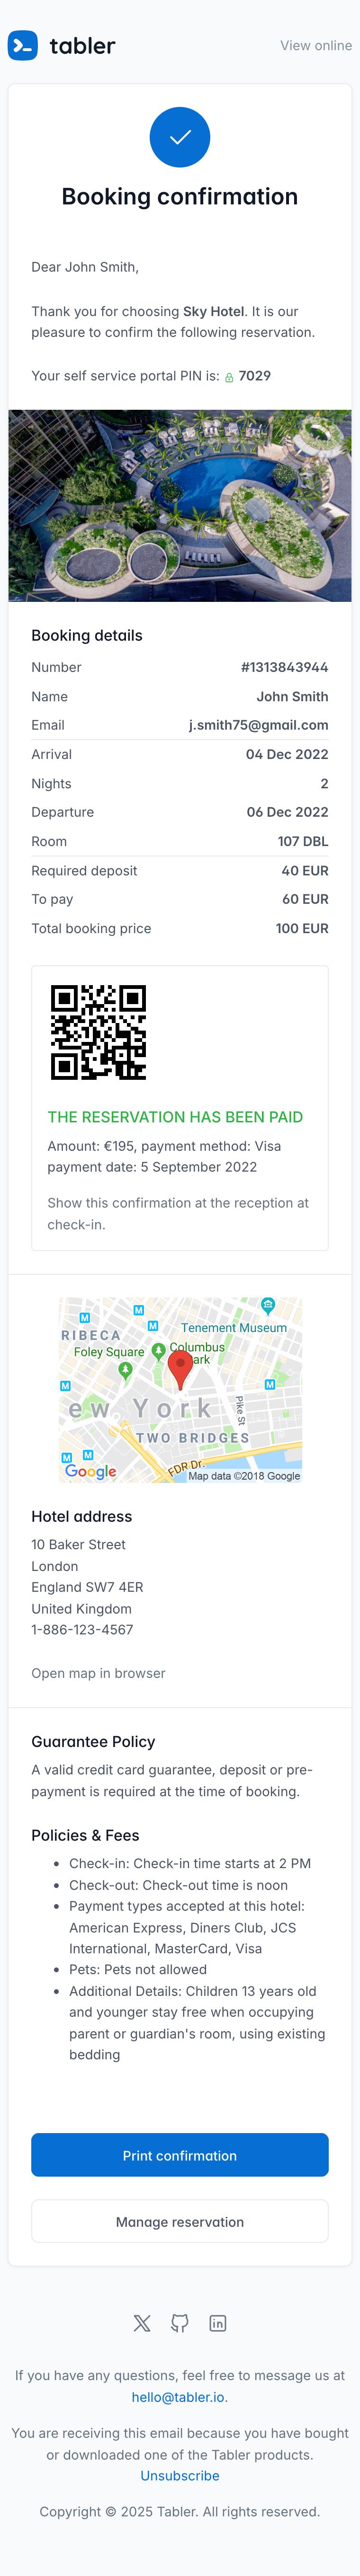 tabler
View online
Booking confirmation
Dear John Smith,
Thank you for choosing Sky Hotel. It is our
pleasure to confirm the following reservation.
Your self service portal PIN is: 7029
Booking details
Number #1313843944
Name John Smith
Email j.smith75@gmail.com
Arrival 04 Dec 2022
Nights 2
Departure 06 Dec 2022
Room 107 DBL
Required deposit 40 EUR
To pay 60 EUR
Total booking price 100 EUR
THE RESERVATION HAS BEEN PAID
Amount: €195, payment method: Visa
payment date: 5 September 2022
Show this confirmation at the reception at
check-in.
M
M
M
Tenement Museum
RIBECA
Foley Square
Columbus
ark
M
M
ew York
Pike St
TWO BRIDGES
M
M
FDR Dr.
Google
Map data ©2018 Google
Hotel address
10 Baker Street
London
England SW7 4ER
United Kingdom
1-886-123-4567
Open map in browser
Guarantee Policy
A valid credit card guarantee, deposit or pre-
payment is required at the time of booking.
Policies & Fees
• Check-in: Check-in time starts at 2 PM
• Check-out: Check-out time is noon
• Payment types accepted at this hotel:
American Express, Diners Club, JCS
International, MasterCard, Visa
• Pets: Pets not allowed
• Additional Details: Children 13 years old
and younger stay free when occupying
parent or guardian's room, using existing
bedding
Print confirmation
Manage reservation
If you have any questions, feel free to message us at
hello@tabler.io.
You are receiving this email because you have bought
or downloaded one of the Tabler products.
Unsubscribe
Copyright © 2025 Tabler. All rights reserved.